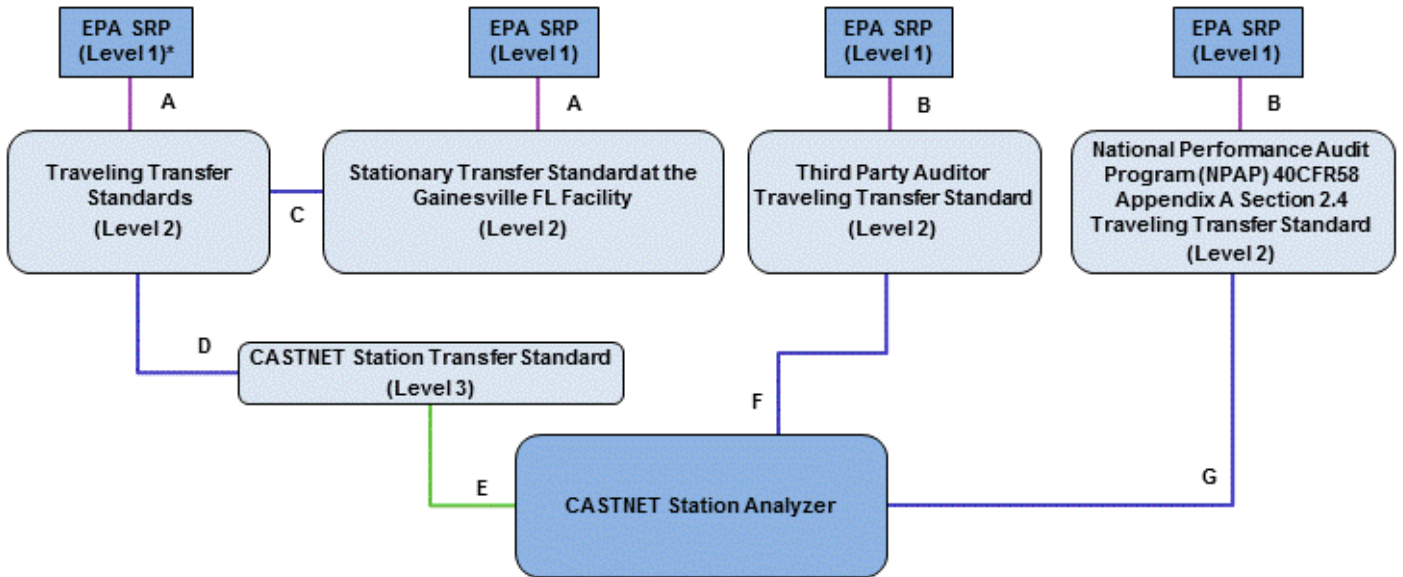 EPA SRP
(Level 1)*
EPA SRP
(Level 1)
EPA SRP
(Level 1)
EPA SRP
(Level 1)
A
A
B
B
Traveling Transfer
Standards
(Level 2)
C
Stationary Transfer Standard at the
Gainesville FL Facility
(Level 2)
Third Party Auditor
Traveling Transfer Standard
(Level 2)
National Performance Audit
Program (NPAP) 40CFR58
Appendix A Section 2.4
Traveling Transfer Standard
(Level 2)
D
CASTNET Station Transfer Standard
(Level 3)
F
E
G
CASTNET Station Analyzer